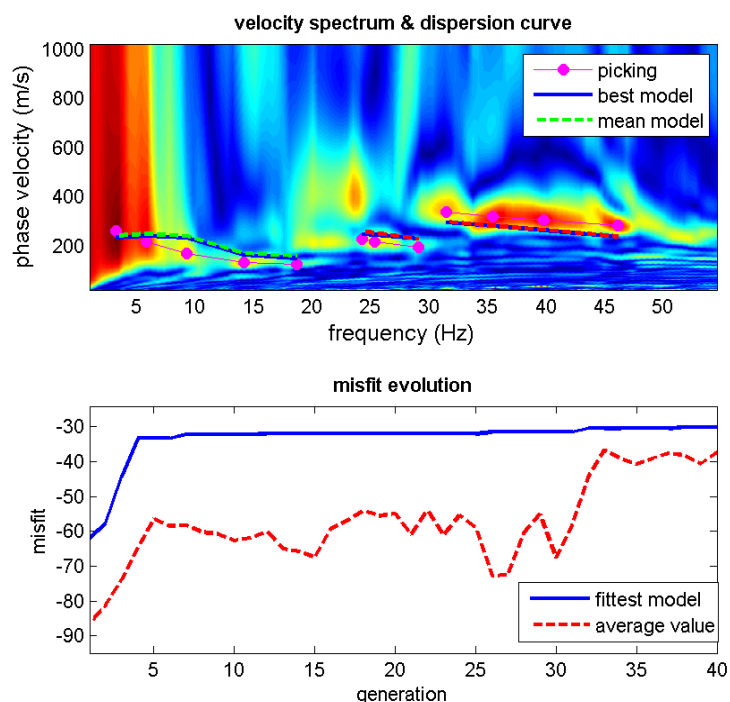 velocity spectrum & dispersion curve
phase velocity (m/s)
1000
800
600
400
200
picking
best model
mean model
5 10 15 20 25 30 35 40 45 50
frequency (Hz)
misfit evolution
misfit
-30
-40
-50
-60
-70
-80
-90
fittest model
average value
5 10 15 20 25 30 35 40
generation